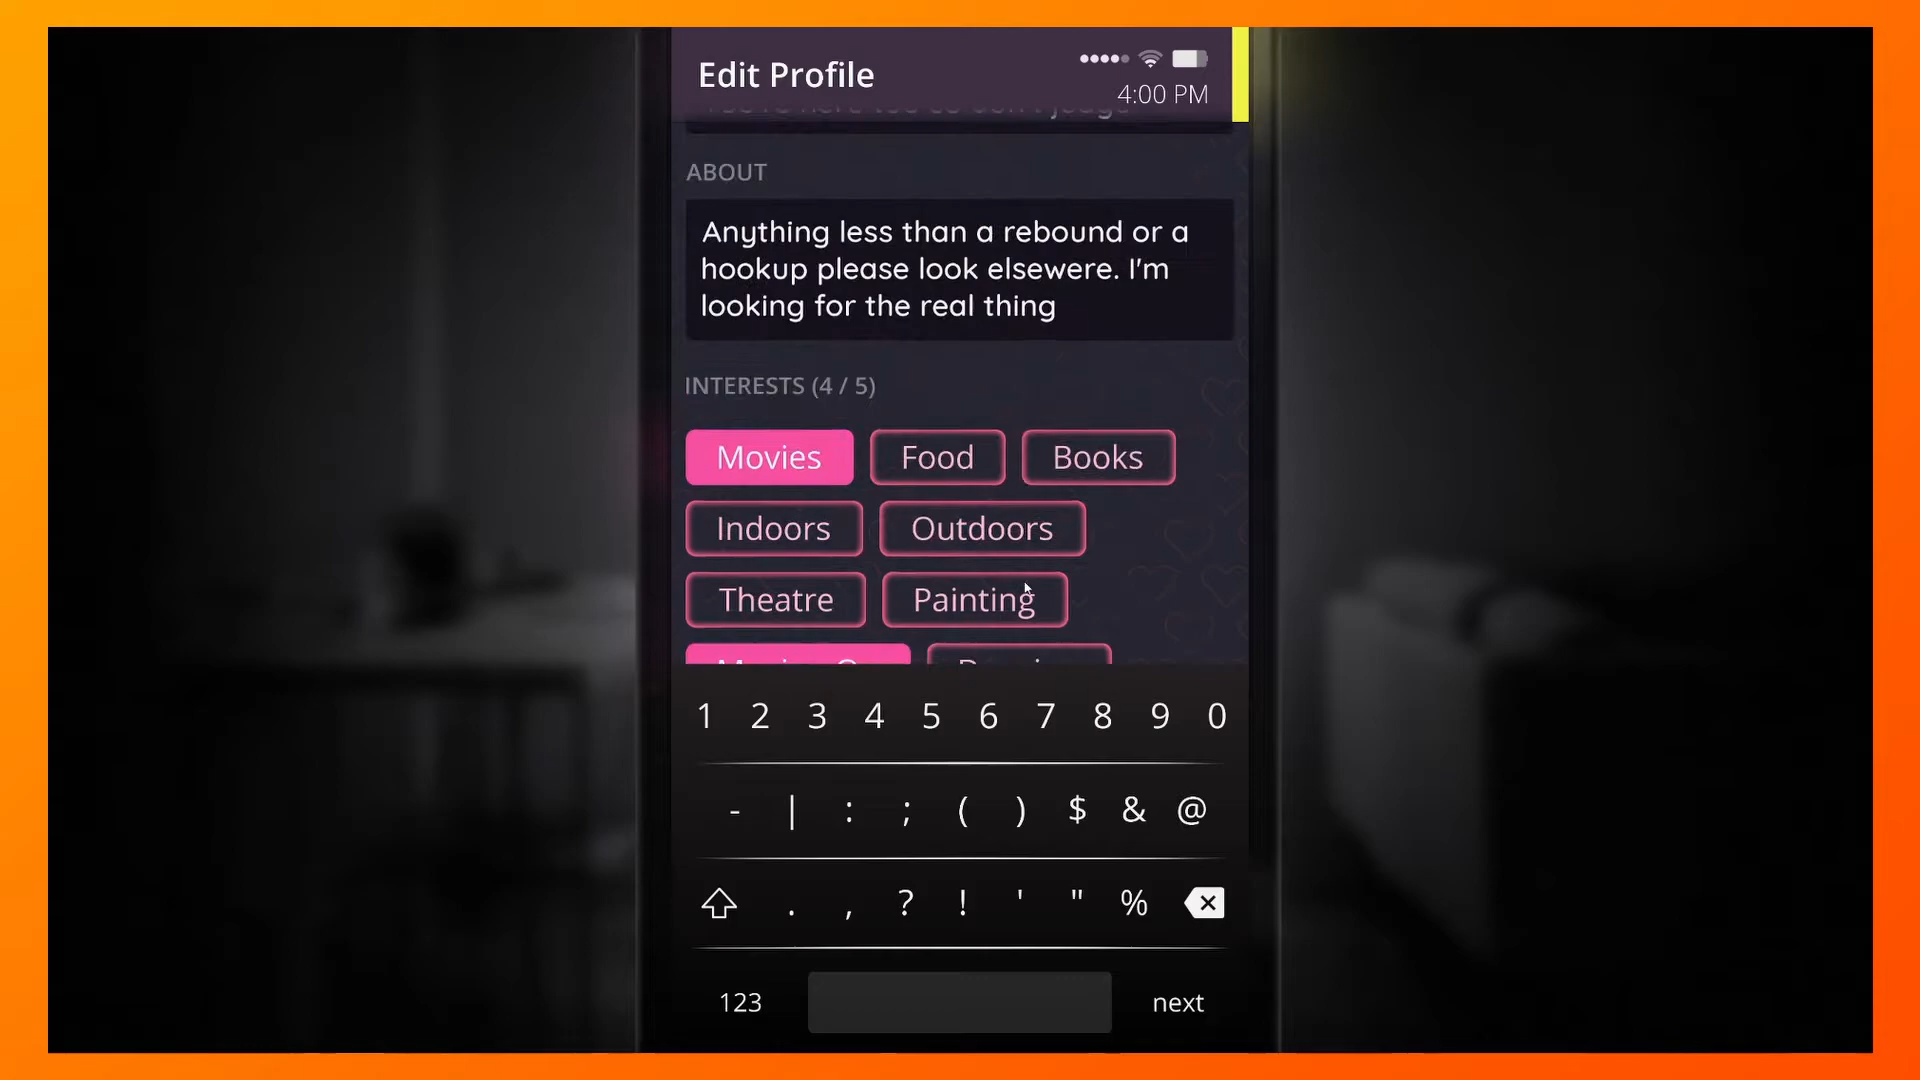 Edit Profile
4:00 PM
ABOUT
Anything less than a rebound or a
hookup please look elsewere. I'm
looking for the real thing
INTERESTS (4 / 5)
Movies Food Books
Indoors Outdoors
Theatre Painting
1 2 3 4 5 6 7 8 9 0
- | : ; ( ) $ & @
. , ? ! ' " %
123 next